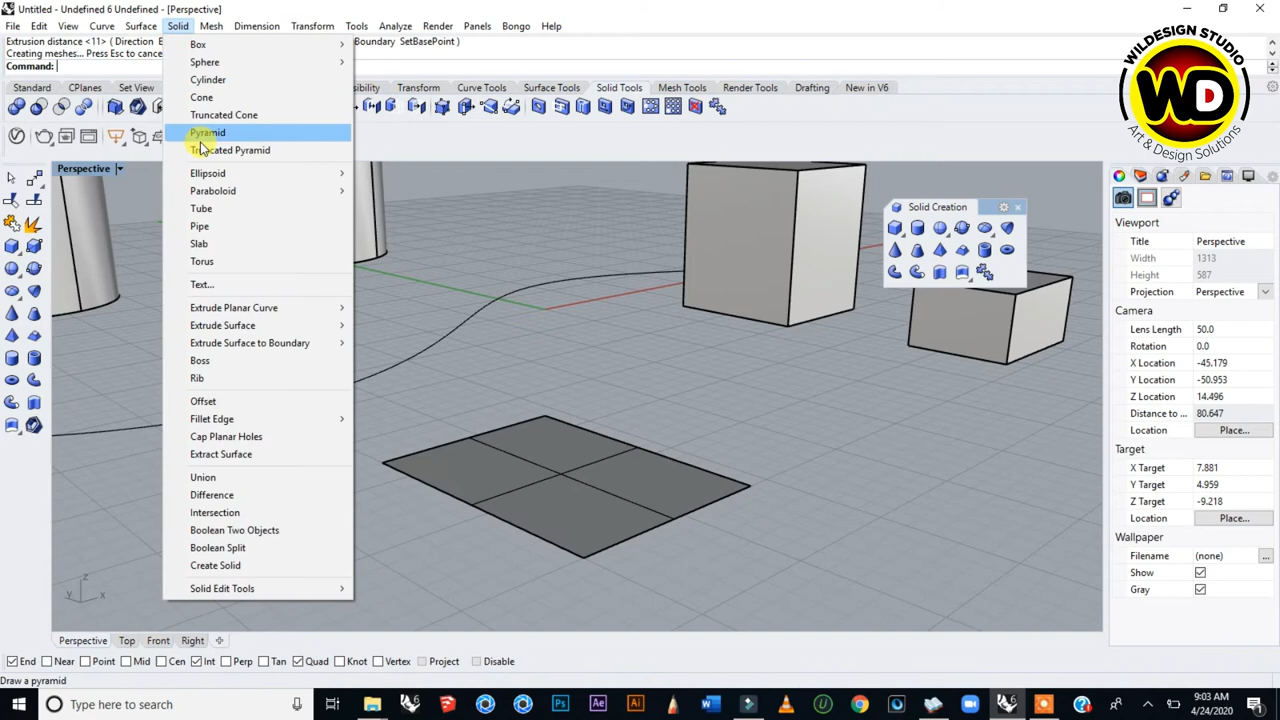 Untitled - Undefined 6 Undefined - [Perspective]
File Edit View Curve Surface Solid Mesh Dimension Transform Tools Analyze Render Panels Bongo Help
Extrusion distance <11> ( Direction B oundary SetBasePoint )
Creating meshes... Press Esc to cance
Command:
Standard CPlanes Set View Transform Curve Tools Surface Tools Solid Tools Mesh Tools Render Tools Drafting New in V6
WILDESIGN STUDIO
WD
Art & Design Solutions
Box
Sphere
Cylinder
Cone
Truncated Cone
Pyramid
Truncated Pyramid
Ellipsoid
Paraboloid
Tube
Pipe
Slab
Torus
Text...
Extrude Planar Curve
Extrude Surface
Extrude Surface to Boundary
Boss
Rib
Offset
Fillet Edge
Cap Planar Holes
Extract Surface
Union
Difference
Intersection
Boolean Two Objects
Boolean Split
Create Solid
Solid Edit Tools
Perspective
Solid Creation
Viewport
Title Perspective
Width 1313
Height 587
Projection Perspective
Camera
Lens Length 50.0
Rotation 0.0
X Location -45.179
Y Location -50.953
Z Location 14.496
Distance to ... 80.647
Location Place...
Target
X Target 7.881
Y Target 4.959
Z Target -9.218
Location Place...
Wallpaper
Filename (none) ...
Show
Gray
z
x
Perspective Top Front Right
End Near Point Mid Cen Int Perp Tan Quad Knot Vertex Project Disable
Draw a pyramid
Type here to search
9:03 AM
4/24/2020